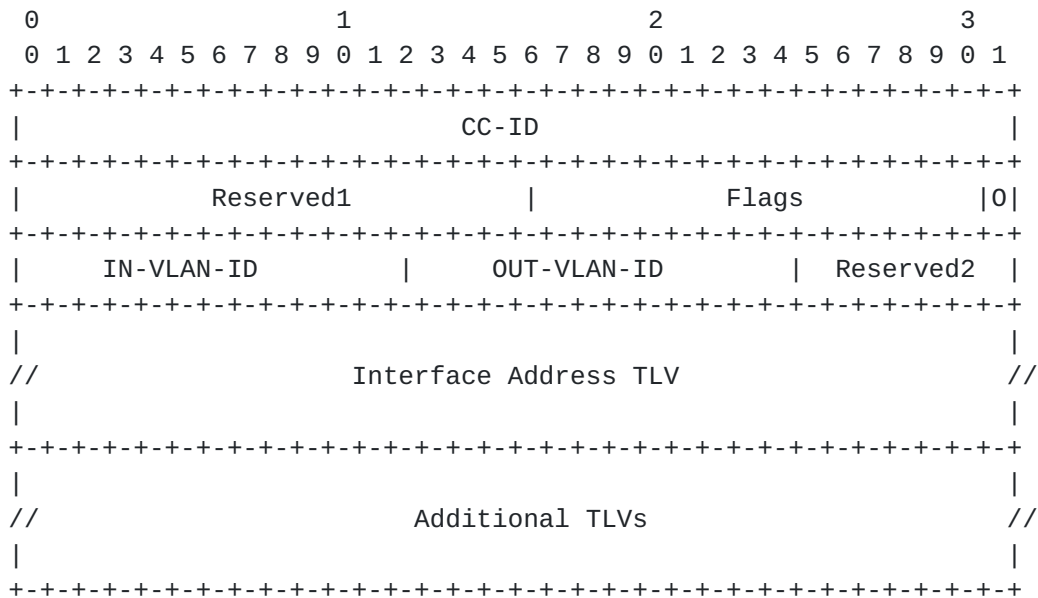 0                   1                   2                   3
 0 1 2 3 4 5 6 7 8 9 0 1 2 3 4 5 6 7 8 9 0 1 2 3 4 5 6 7 8 9 0 1
+-+-+-+-+-+-+-+-+-+-+-+-+-+-+-+-+-+-+-+-+-+-+-+-+-+-+-+-+-+-+-+-+
|                            CC-ID                              |
+-+-+-+-+-+-+-+-+-+-+-+-+-+-+-+-+-+-+-+-+-+-+-+-+-+-+-+-+-+-+-+-+
|            Reserved1           |            Flags           |O|
+-+-+-+-+-+-+-+-+-+-+-+-+-+-+-+-+-+-+-+-+-+-+-+-+-+-+-+-+-+-+-+-+
|     IN-VLAN-ID         |     OUT-VLAN-ID        |  Reserved2  |
+-+-+-+-+-+-+-+-+-+-+-+-+-+-+-+-+-+-+-+-+-+-+-+-+-+-+-+-+-+-+-+-+
|                                                               |
//                    Interface Address TLV                     //
|                                                               |
+-+-+-+-+-+-+-+-+-+-+-+-+-+-+-+-+-+-+-+-+-+-+-+-+-+-+-+-+-+-+-+-+
|                                                               |
//                        Additional TLVs                       //
|                                                               |
+-+-+-+-+-+-+-+-+-+-+-+-+-+-+-+-+-+-+-+-+-+-+-+-+-+-+-+-+-+-+-+-+